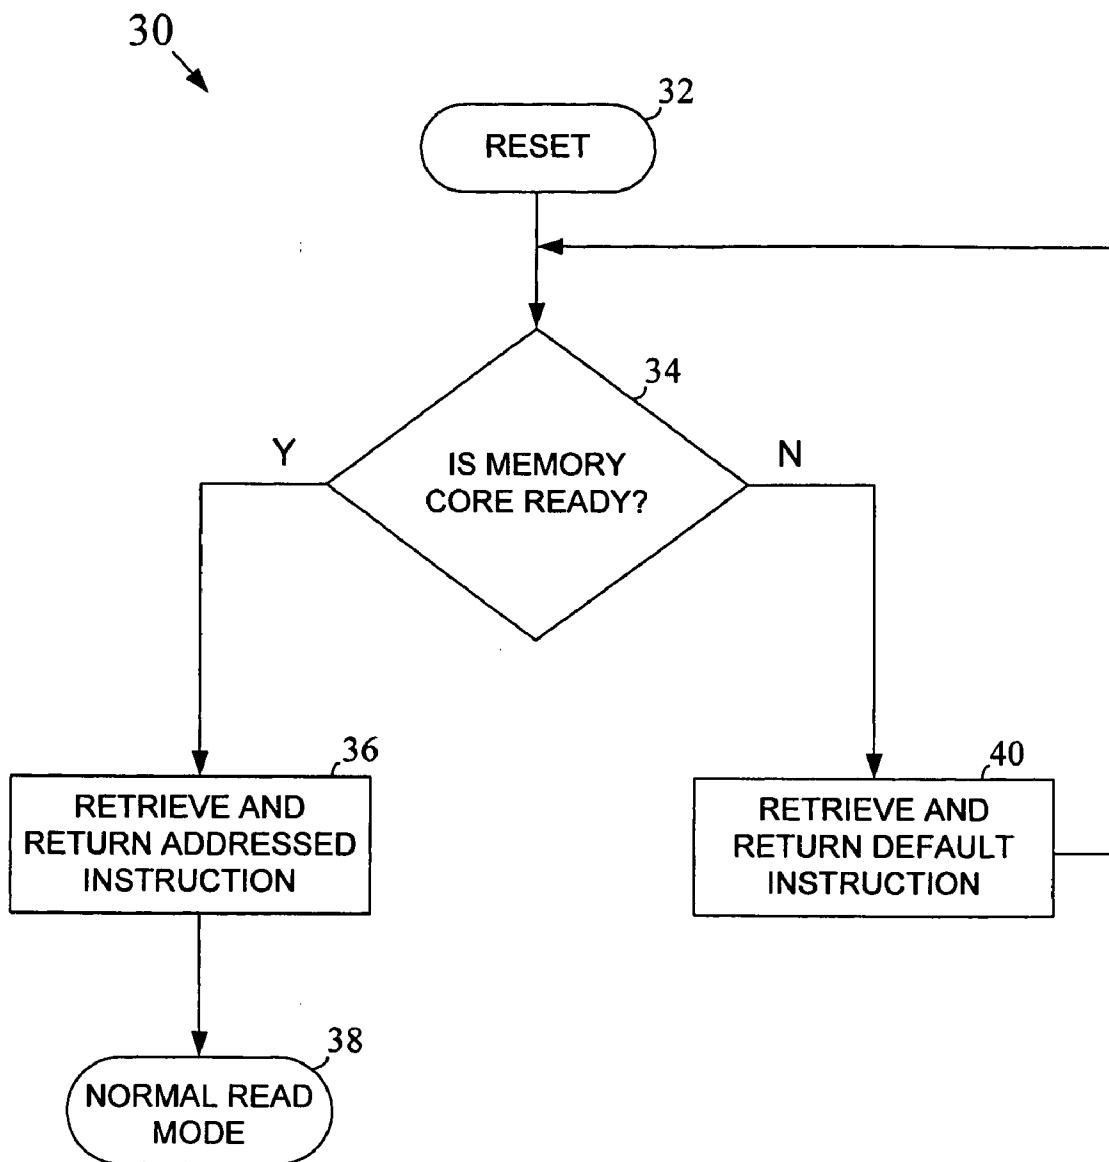 30
32
RESET
34
Y
N
IS MEMORY
CORE READY?
36
40
RETRIEVE AND
RETURN ADDRESSED
INSTRUCTION
RETRIEVE AND
RETURN DEFAULT
INSTRUCTION
38
NORMAL READ
MODE